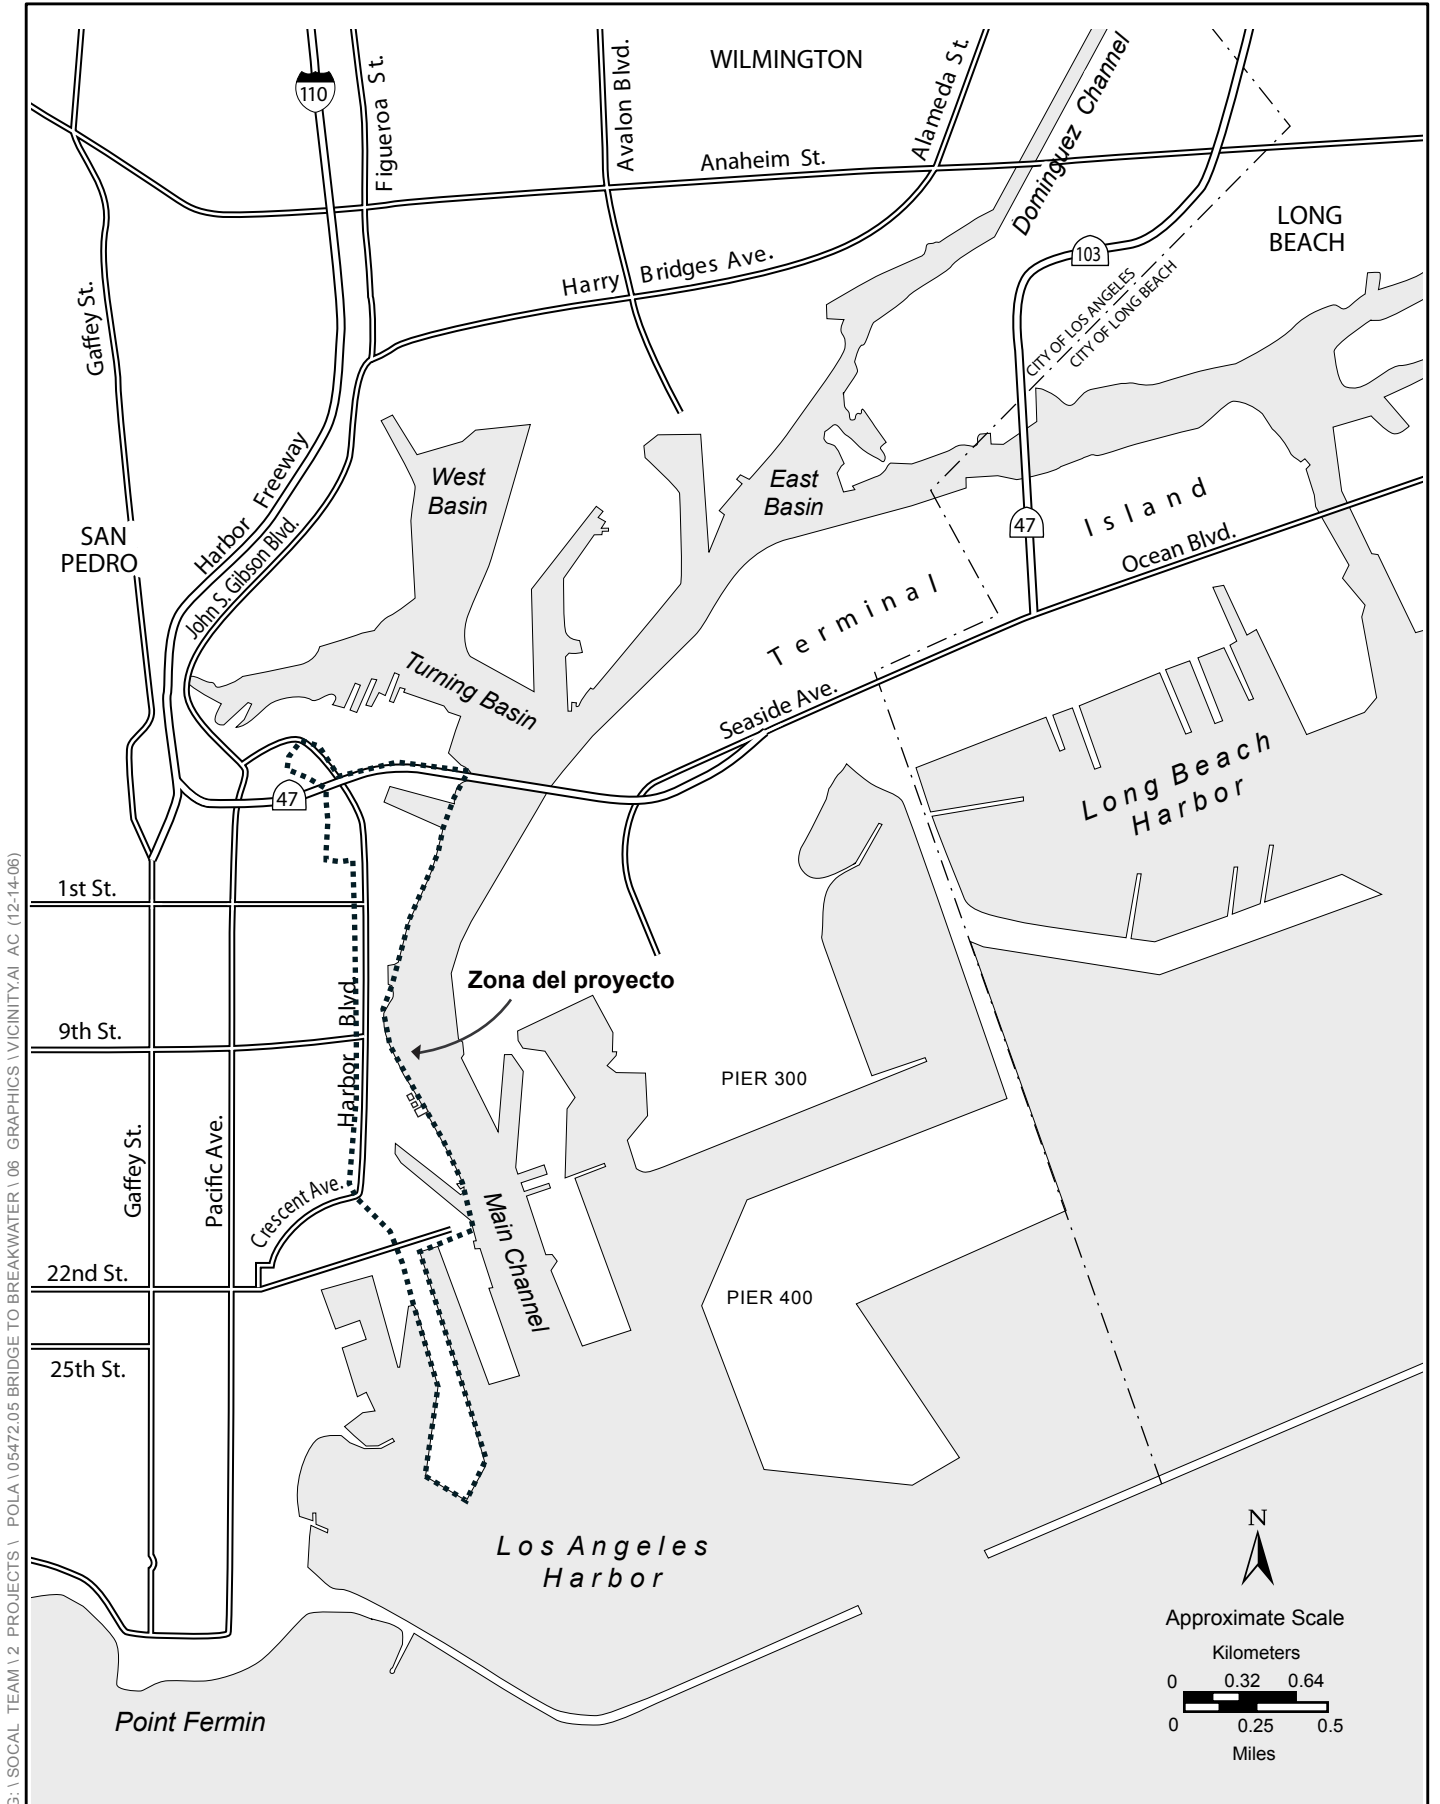 WILMINGTON
110
Figueroa St.
Avalon Blvd.
Alameda St.
Dominguez Channel
Anaheim St.
LONG
BEACH
103
Harry Bridges Ave.
Gaffey St.
CITY OF LOS ANGELES
CITY OF LONG BEACH
Harbor Freeway
West
Basin
East
Basin
SAN
PEDRO
John S. Gibson Blvd.
47
Island
Ocean Blvd.
Terminal
Turning Basin
Seaside Ave.
Long Beach
Harbor
47
1st St.
Zona del proyecto
Harbor Blvd.
9th St.
PIER 300
Gaffey St.
Pacific Ave.
Crescent Ave.
Main Channel
22nd St.
PIER 400
25th St.
Los Angeles
Harbor
N
Approximate Scale
Kilometers
0 0.32 0.64
0 0.25 0.5
Miles
Point Fermin
G: \ SOCAL TEAM \ 2 PROJECTS \ POLA \ 05472.05 BRIDGE TO BREAKWATER \ 06 GRAPHICS \ VICINITY.AI AC (12-14-06)